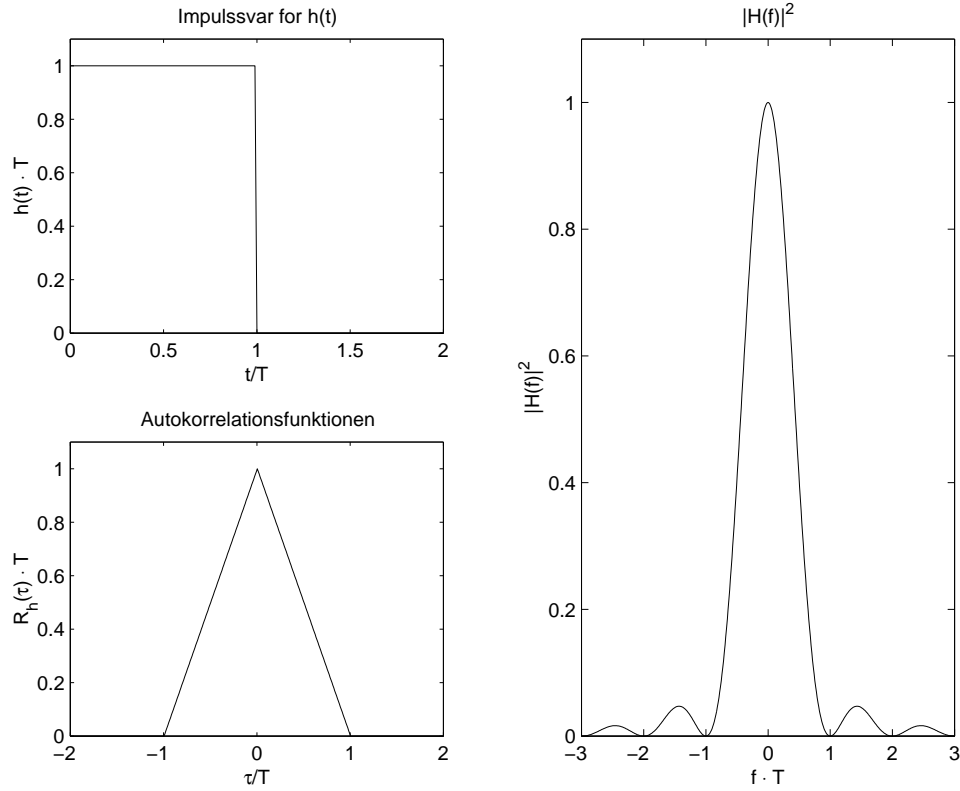 Impulssvar for h(t)
1
0.8
0.6
0.4
0.2
0
h(t) · T
0 0.5 1 1.5 2
t/T
Autokorrelationsfunktionen
1
0.8
0.6
0.4
0.2
0
R_h(τ) · T
−2 −1 0 1 2
τ/T
|H(f)|^2
1
0.8
0.6
0.4
0.2
0
|H(f)|^2
−3 −2 −1 0 1 2 3
f · T